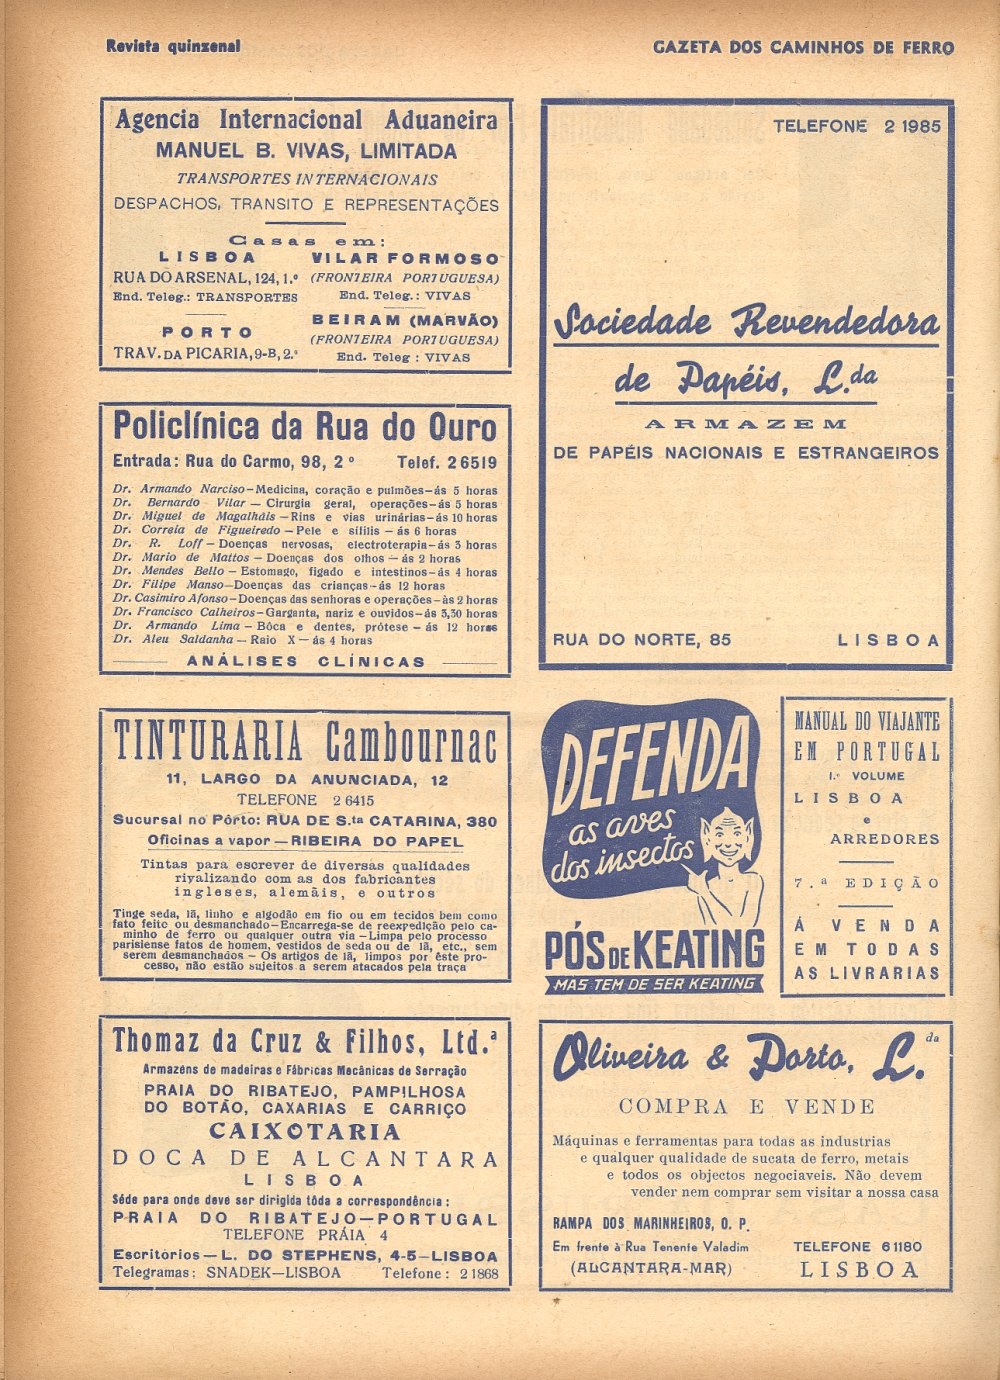 Revista quinzenal
GAZETA DOS CAMINHOS DE FERRO
Agencia Internacional Aduaneira
MANUEL B. VIVAS, LIMITADA
TRANSPORTES INTERNACIONAIS
DESPACHOS, TRANSITO E REPRESENTAÇÕES
Casas em:
LISBOA
RUA DO ARSENAL, 124, 1.º
End. Teleg.: TRANSPORTES
PORTO
TRAV. DA PICARIA, 9-B, 2.º
VILAR FORMOSO
(FRONTEIRA PORTUGUESA)
End. Teleg.: VIVAS
BEIRAM (MARVÃO)
(FRONTEIRA PORTUGUESA)
End. Teleg : VIVAS
Policlínica da Rua do Ouro
Entrada: Rua do Carmo, 98, 2º Telef. 26519
Dr. Armando Narciso—Medicina, coração e pulmões—ás 5 horas
Dr. Bernardo Vilar — Cirurgia geral, operações—ás 5 horas
Dr. Miguel de Magalhãis—Rins e vias urinárias—ás 10 horas
Dr. Correia de Figueiredo — Pele e sífilis — ás 6 horas
Dr. R. Loff—Doenças nervosas, electroterapia—ás 3 horas
Dr. Mario de Mattos — Doenças dos olhos — ás 2 horas
Dr. Mendes Bello — Estomago, fígado e intestinos—ás 4 horas
Dr. Filipe Manso—Doenças das crianças—ás 12 horas
Dr. Casimiro Afonso—Doenças das senhoras e operações—às 2 horas
Dr. Francisco Calheiros—Garganta, nariz e ouvidos—ás 3,30 horas
Dr. Armando Lima — Bôca e dentes, prótese — ás 12 horas
Dr. Aleu Saldanha — Raio X — ás 4 horas
ANÁLISES CLÍNICAS
TINTURARIA Cambournac
11, LARGO DA ANUNCIADA, 12
TELEFONE 2 6415
Sucursal no Pôrto: RUA DE S.ta CATARINA, 380
Oficinas a vapor — RIBEIRA DO PAPEL
Tintas para escrever de diversas qualidades
rivalizando com as dos fabricantes
ingleses, alemãis, e outros
Tinge seda, lã, linho e algodão em fio ou em tecidos bem como
fato feito ou desmanchado—Encarrega-se de reexpedição pelo ca-
minho de ferro ou qualquer outra via —Limpa pelo processo
parisiense fatos de homem, vestidos de seda ou de lã, etc., sem
serem desmanchados — Os artigos de lã, limpos por êste pro-
cesso, não estão sujeitos a serem atacados pela traça
Thomaz da Cruz & Filhos, Ltd.ª
Armazéns de madeiras e Fábricas Mecânicas de Serração
PRAIA DO RIBATEJO, PAMPILHOSA
DO BOTÃO, CAXARIAS E CARRIÇO
CAIXOTARIA
DOCA DE ALCANTARA
LISBOA
Séde para onde deve ser dirigida tôda a correspondência:
PRAIA DO RIBATEJO—PORTUGAL
TELEFONE PRÁIA 4
Escritórios — L. DO STEPHENS, 4-5—LISBOA
Telegramas: SNADEK—LISBOA Telefone: 2 1868
TELEFONE 2 1985
Sociedade Revendedora
de Papéis, L.da
ARMAZEM
DE PAPÉIS NACIONAIS E ESTRANGEIROS
RUA DO NORTE, 85 LISBOA
DEFENDA
as aves
dos insectos
PÓS DE KEATING
MAS TEM DE SER KEATING
MANUAL DO VIAJANTE
EM PORTUGAL
1.º VOLUME
LISBOA
e
ARREDORES
7.ª EDIÇÃO
Á VENDA
EM TODAS
AS LIVRARIAS
Oliveira & Porto, L.da
COMPRA E VENDE
Máquinas e ferramentas para todas as industrias
e qualquer qualidade de sucata de ferro, metais
e todos os objectos negociaveis. Não devem
vender nem comprar sem visitar a nossa casa
RAMPA DOS MARINHEIROS, O. P.
Em frente à Rua Tenente Valadim
(ALCANTARA-MAR)
TELEFONE 6 1180
LISBOA